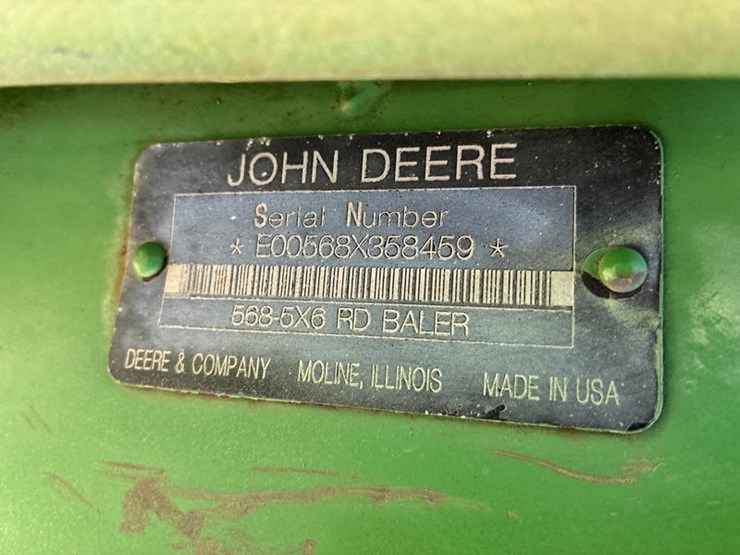 JOHN DEERE
Serial Number
* E00568X358459 *
568-5X6 RD BALER
DEERE & COMPANY MOLINE, ILLINOIS MADE IN USA